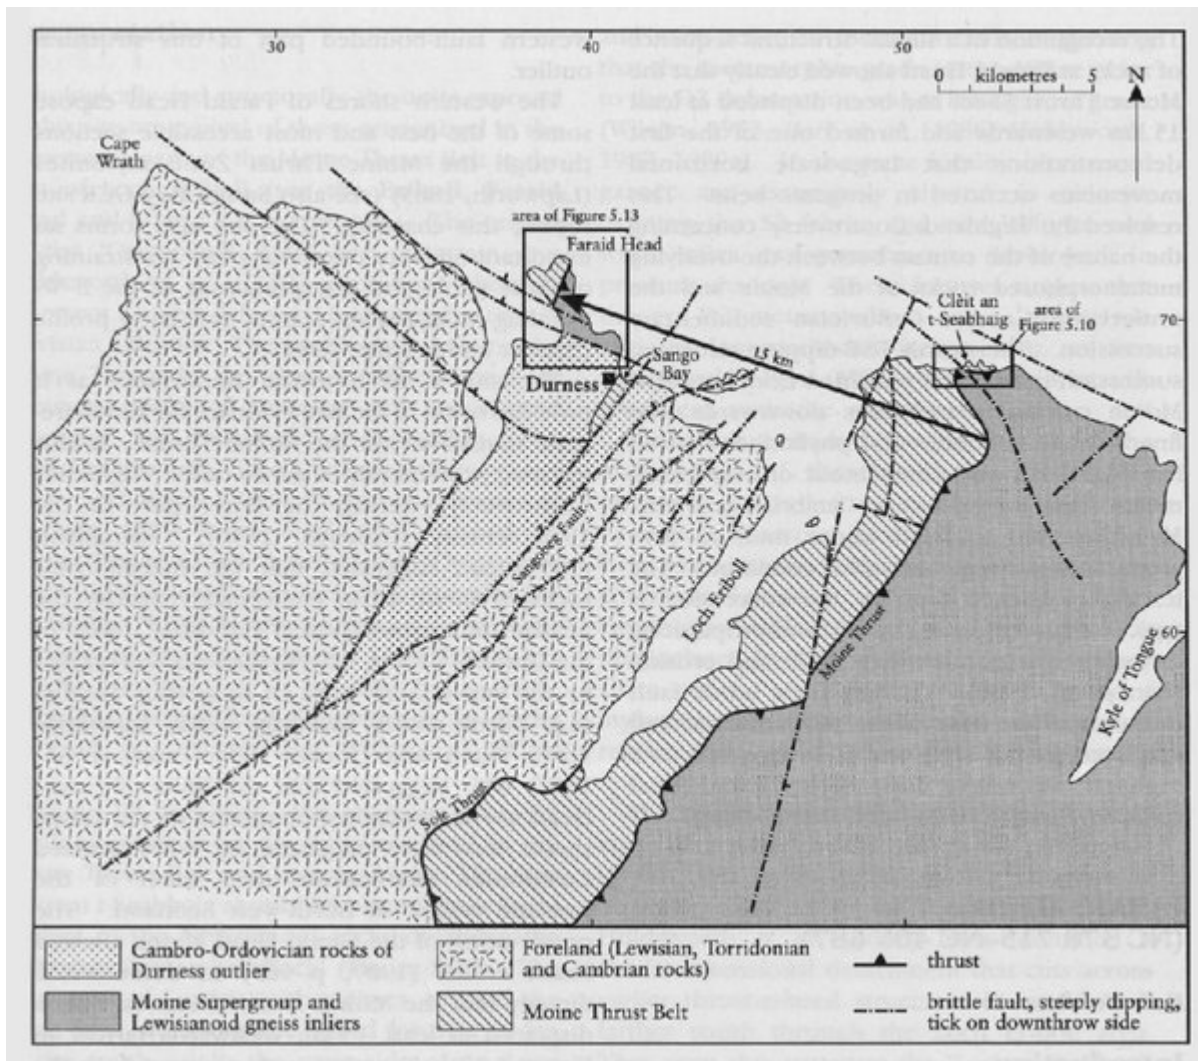 30
40
50
0 kilometres 5
N
Cape
Wrath
area of Figure 5.13
Faraid Head
Clèit an
t-Seabhaig
area of
Figure 5.10
70
15 km
Sango
Bay
Durness
Sangobeg Fault
Loch Eriboll
Moine Thrust
60
Kyle of Tongue
Sole Thrust
Cambro-Ordovician rocks of
Durness outlier
Moine Supergroup and
Lewisianoid gneiss inliers
Foreland (Lewisian, Torridonian
and Cambrian rocks)
Moine Thrust Belt
thrust
brittle fault, steeply dipping,
tick on downthrow side